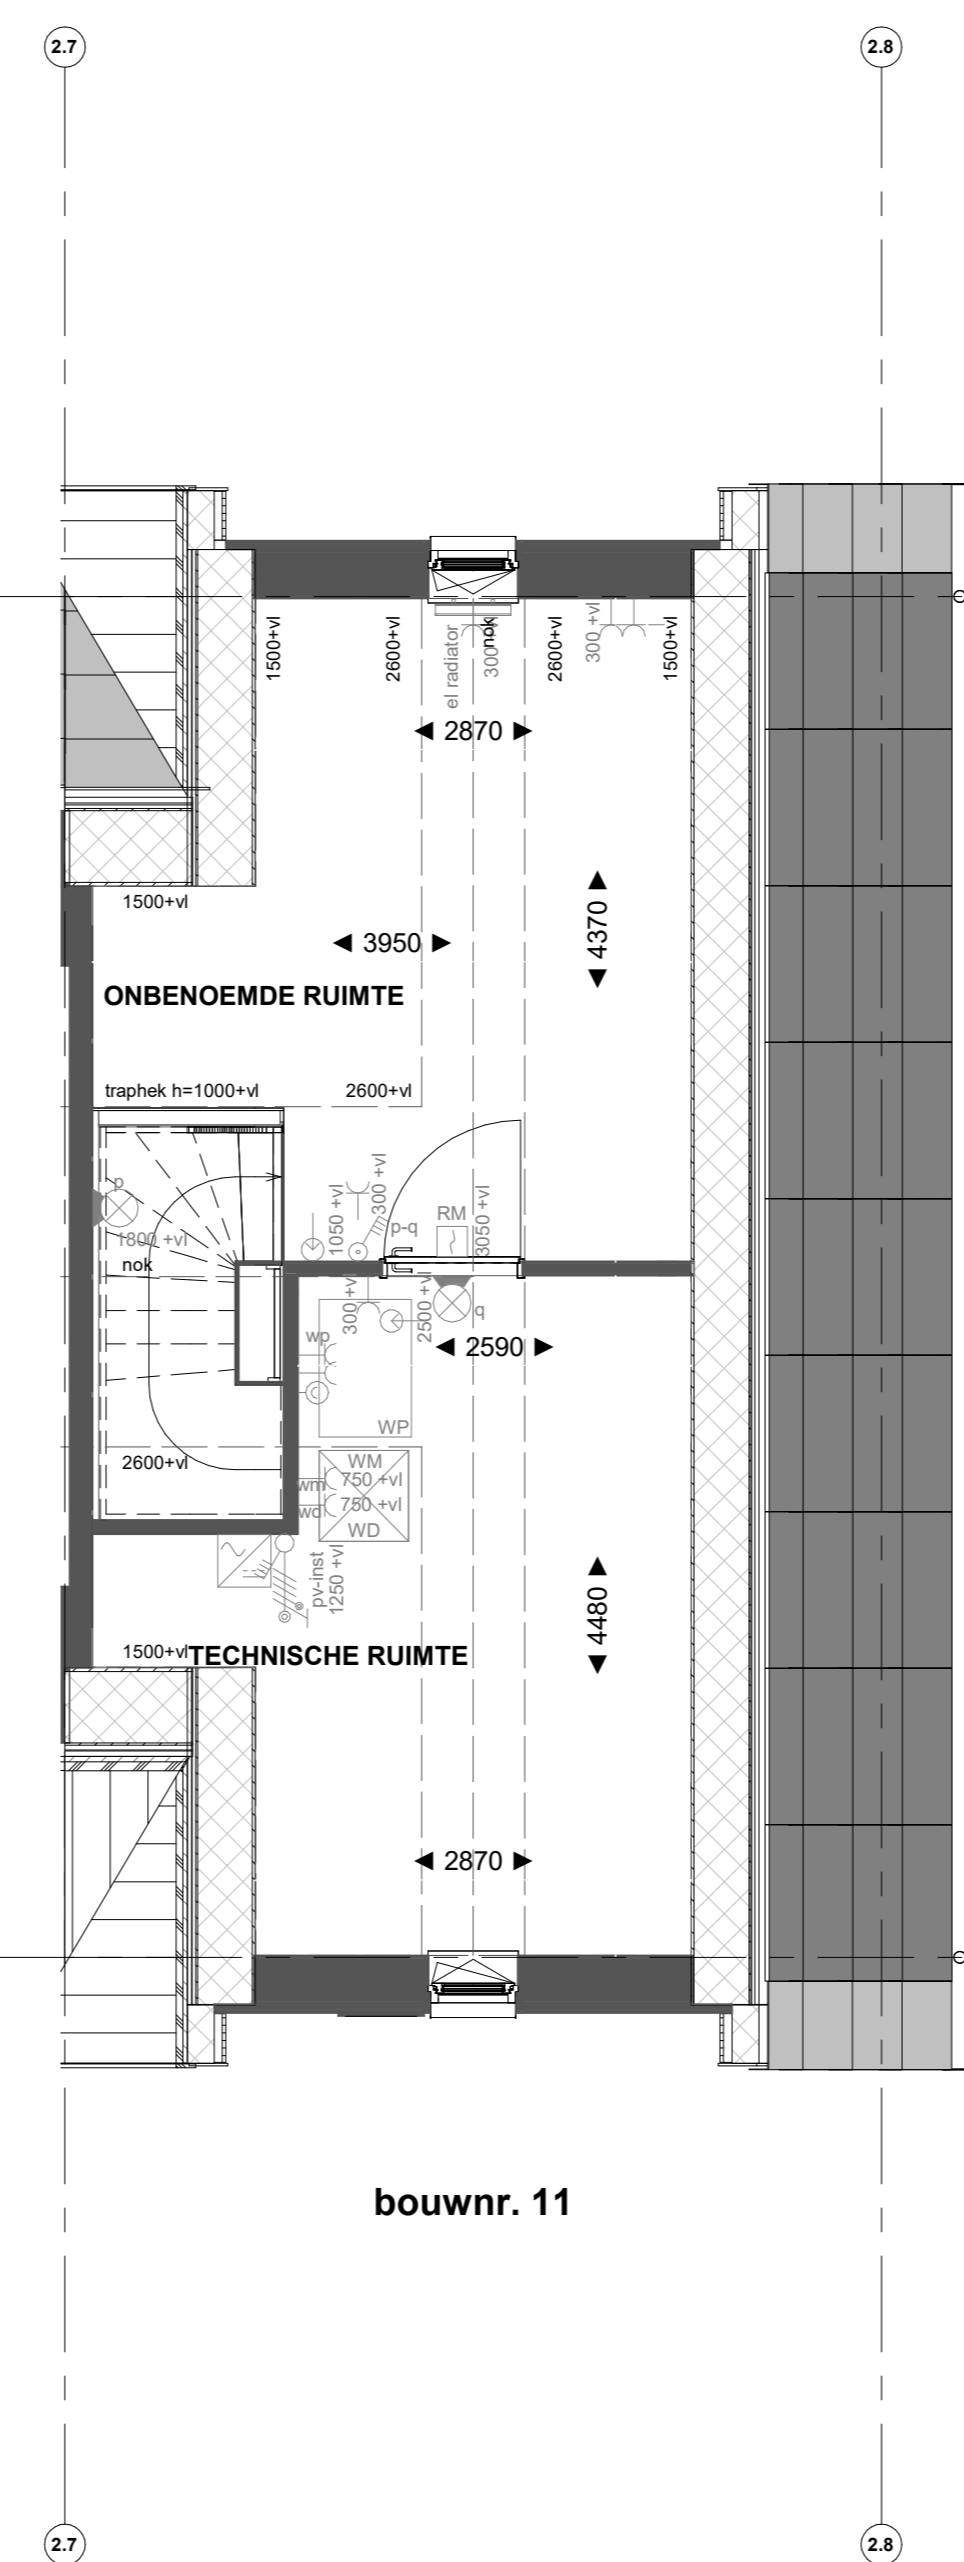 2.7
2.8
1500+vl
2600+vl
el radiator
300
nok
2600+vl
300 +vl
1500+vl
2870
1500+vl
3950
4370
ONBENOEMDE RUIMTE
traphek h=1000+vl
2600+vl
p
1800 +vl
nok
1050 +vl
300 +vl
p-q
RM
3050 +vl
300 +vl
2500 +vl
q
wp
2590
WP
2600+vl
WM
wm
750 +vl
wd
750 +vl
WD
pv-inst
1250 +vl
4480
1500+vl
TECHNISCHE RUIMTE
2870
bouwnr. 11
2.7
2.8